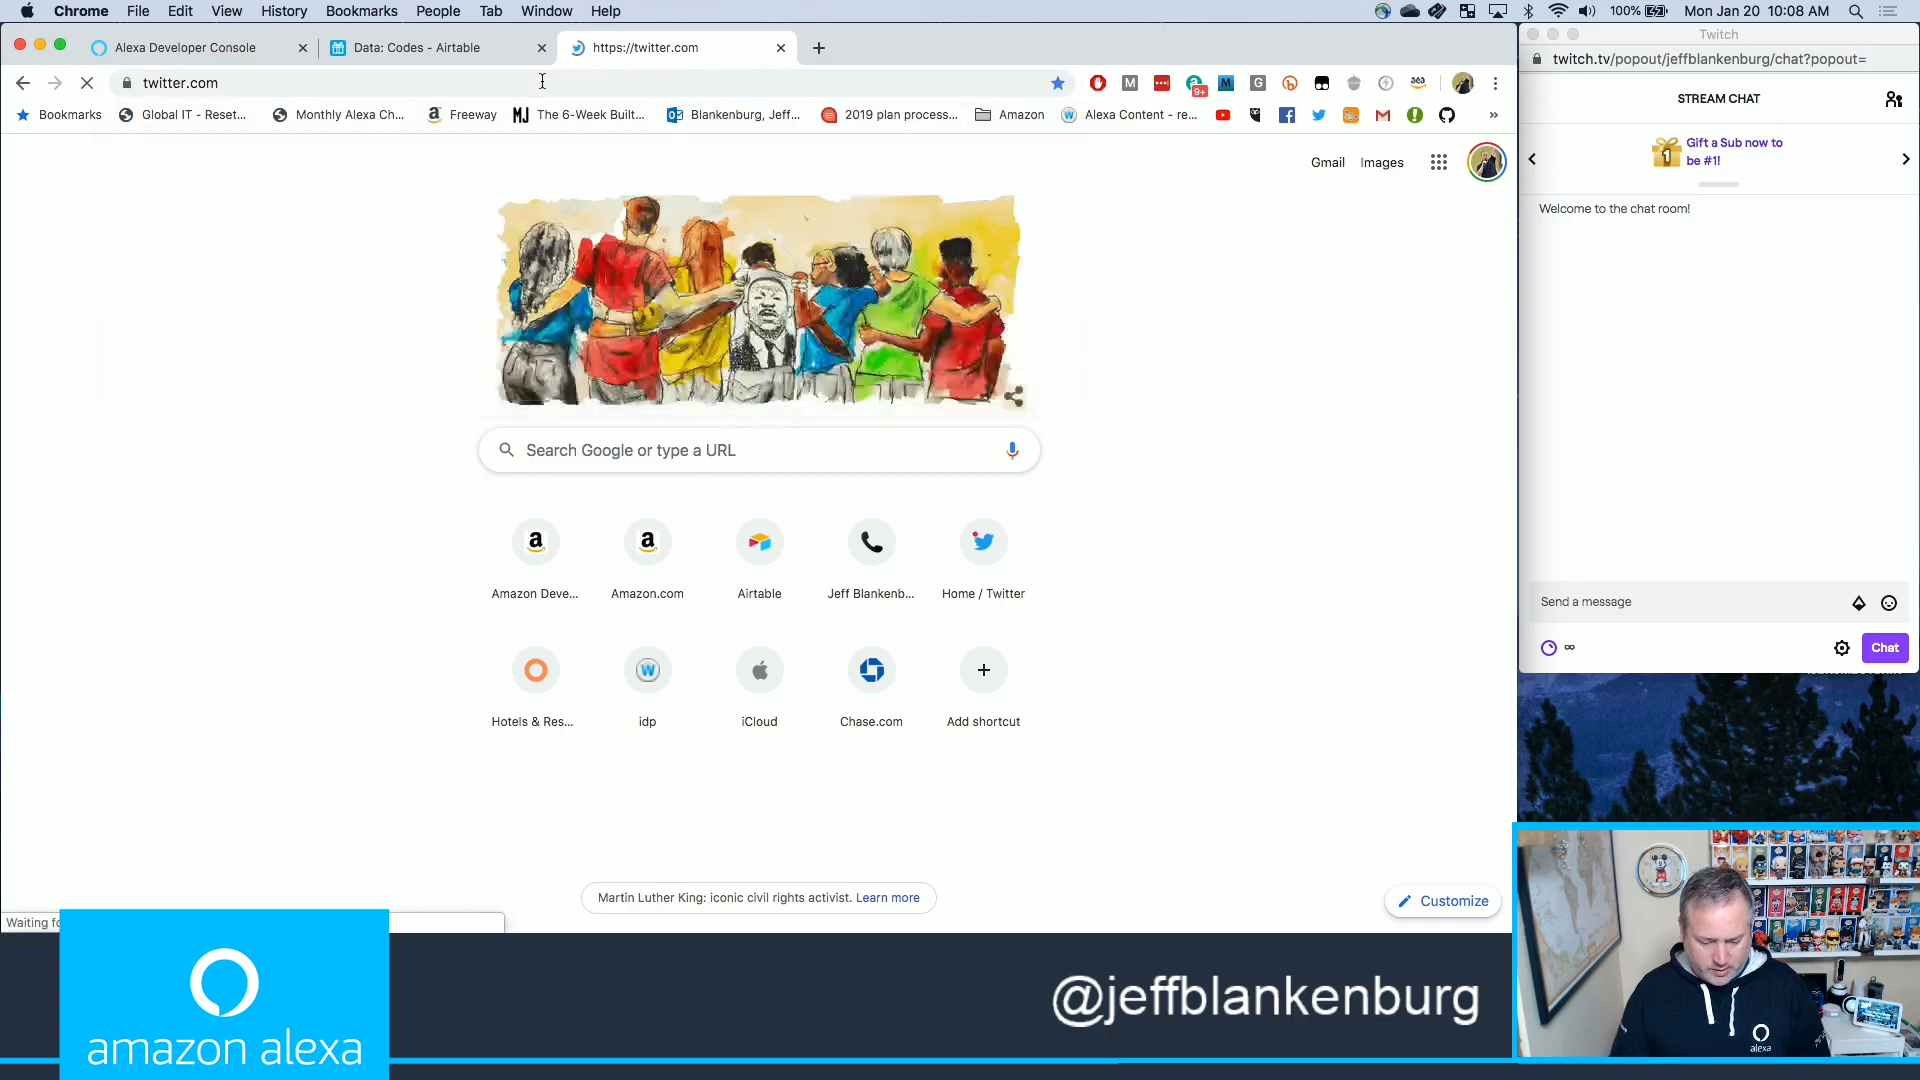 Chrome File Edit View History Bookmarks People Tab Window Help
100% Mon Jan 20 10:08 AM
Alexa Developer Console
Data: Codes - Airtable
https://twitter.com
twitter.com
9+
Bookmarks
Global IT - Reset...
Monthly Alexa Ch...
Freeway
The 6-Week Built...
Blankenburg, Jeff...
2019 plan process...
Amazon
Alexa Content - re...
Gmail Images
Search Google or type a URL
Amazon Deve...
Amazon.com
Airtable
Jeff Blankenb...
Home / Twitter
Hotels & Res...
idp
iCloud
Chase.com
Add shortcut
Martin Luther King: iconic civil rights activist. Learn more
Customize
Waiting fo
Twitch
twitch.tv/popout/jeffblankenburg/chat?popout=
STREAM CHAT
1
Gift a Sub now to
be #1!
Welcome to the chat room!
Send a message
Chat
amazon alexa
@jeffblankenburg
alexa